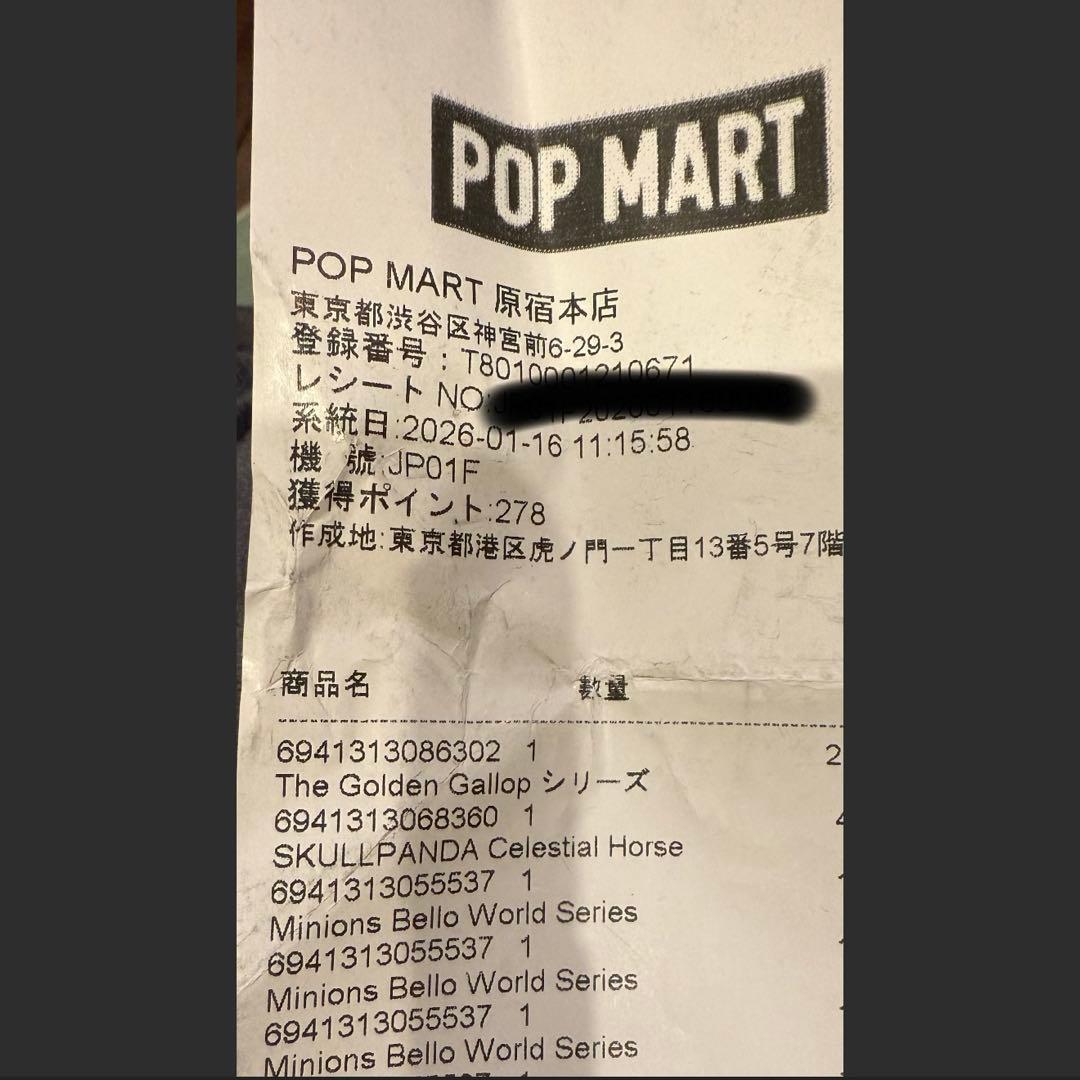 POP MART
POP MART 原宿本店
東京都渋谷区神宮前6-29-3
登録番号：T8010001210671
レシート NO:
系統日:2026-01-16 11:15:58
機 號:JP01F
獲得ポイント:278
作成地:東京都港区虎ノ門一丁目13番5号7階
商品名 數量
6941313086302 1 2
The Golden Gallop シリーズ
6941313068360 1
SKULLPANDA Celestial Horse
6941313055537 1
Minions Bello World Series
6941313055537 1
Minions Bello World Series
6941313055537 1
Minions Bello World Series